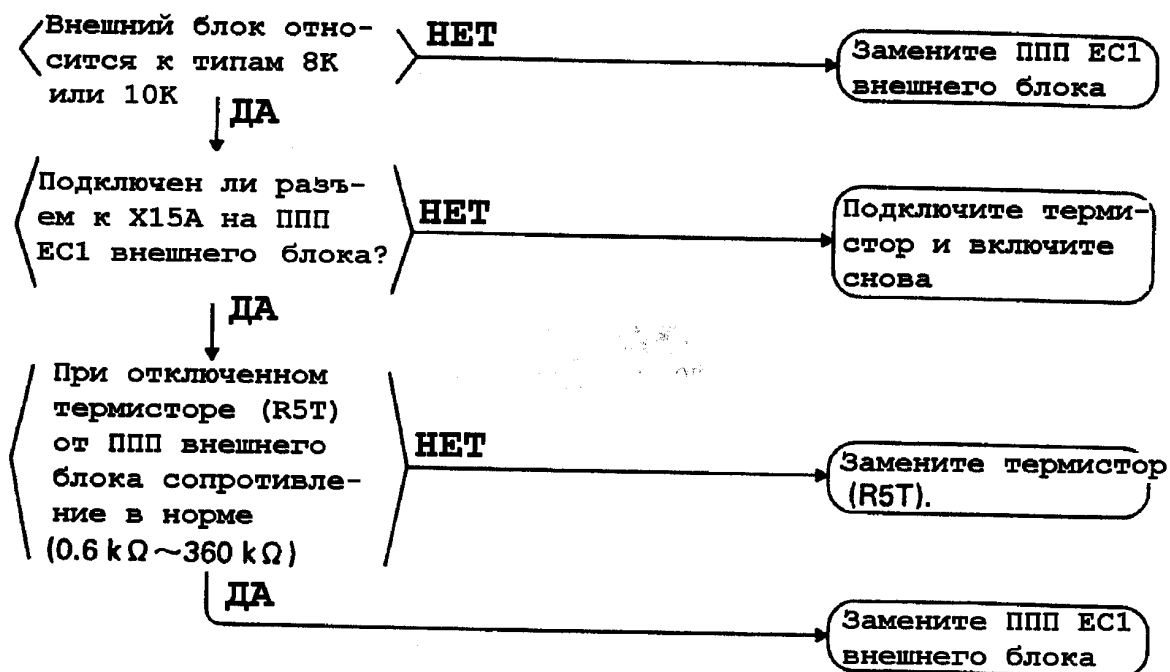 Внешний блок отно-
сится к типам 8К
или 10К
НЕТ
Замените ППП EC1
внешнего блока
ДА
Подключен ли разъ-
ем к X15A на ППП
EC1 внешнего блока?
НЕТ
Подключите терми-
стор и включите
снова
ДА
При отключенном
термисторе (R5T)
от ППП внешнего
блока сопротивле-
ние в норме
(0.6 kΩ~360 kΩ)
НЕТ
Замените термистор
(R5T).
ДА
Замените ППП EC1
внешнего блока